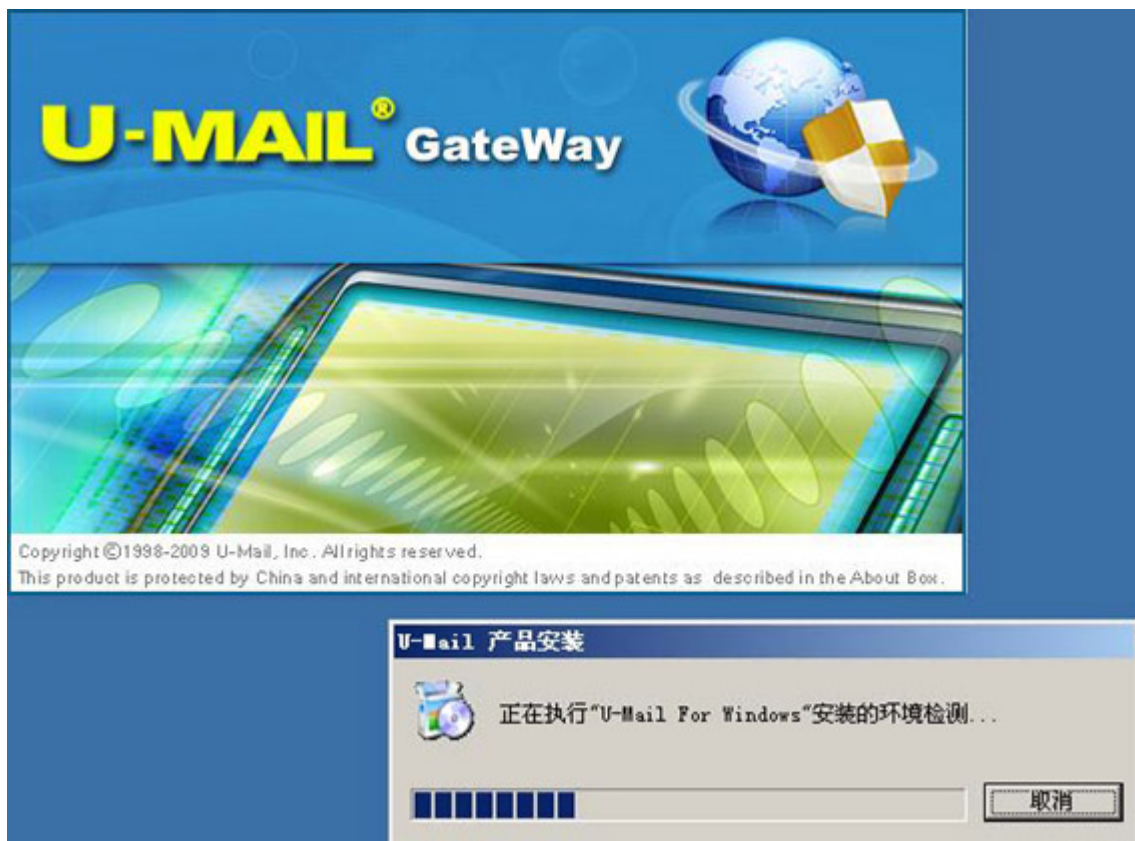 U-MAIL® GateWay
Copyright ©1998-2009 U-Mail, Inc. All rights reserved.
This product is protected by China and international copyright laws and patents as described in the About Box.
U-Mail 产品安装
正在执行"U-Mail For Windows"安装的环境检测...
取消